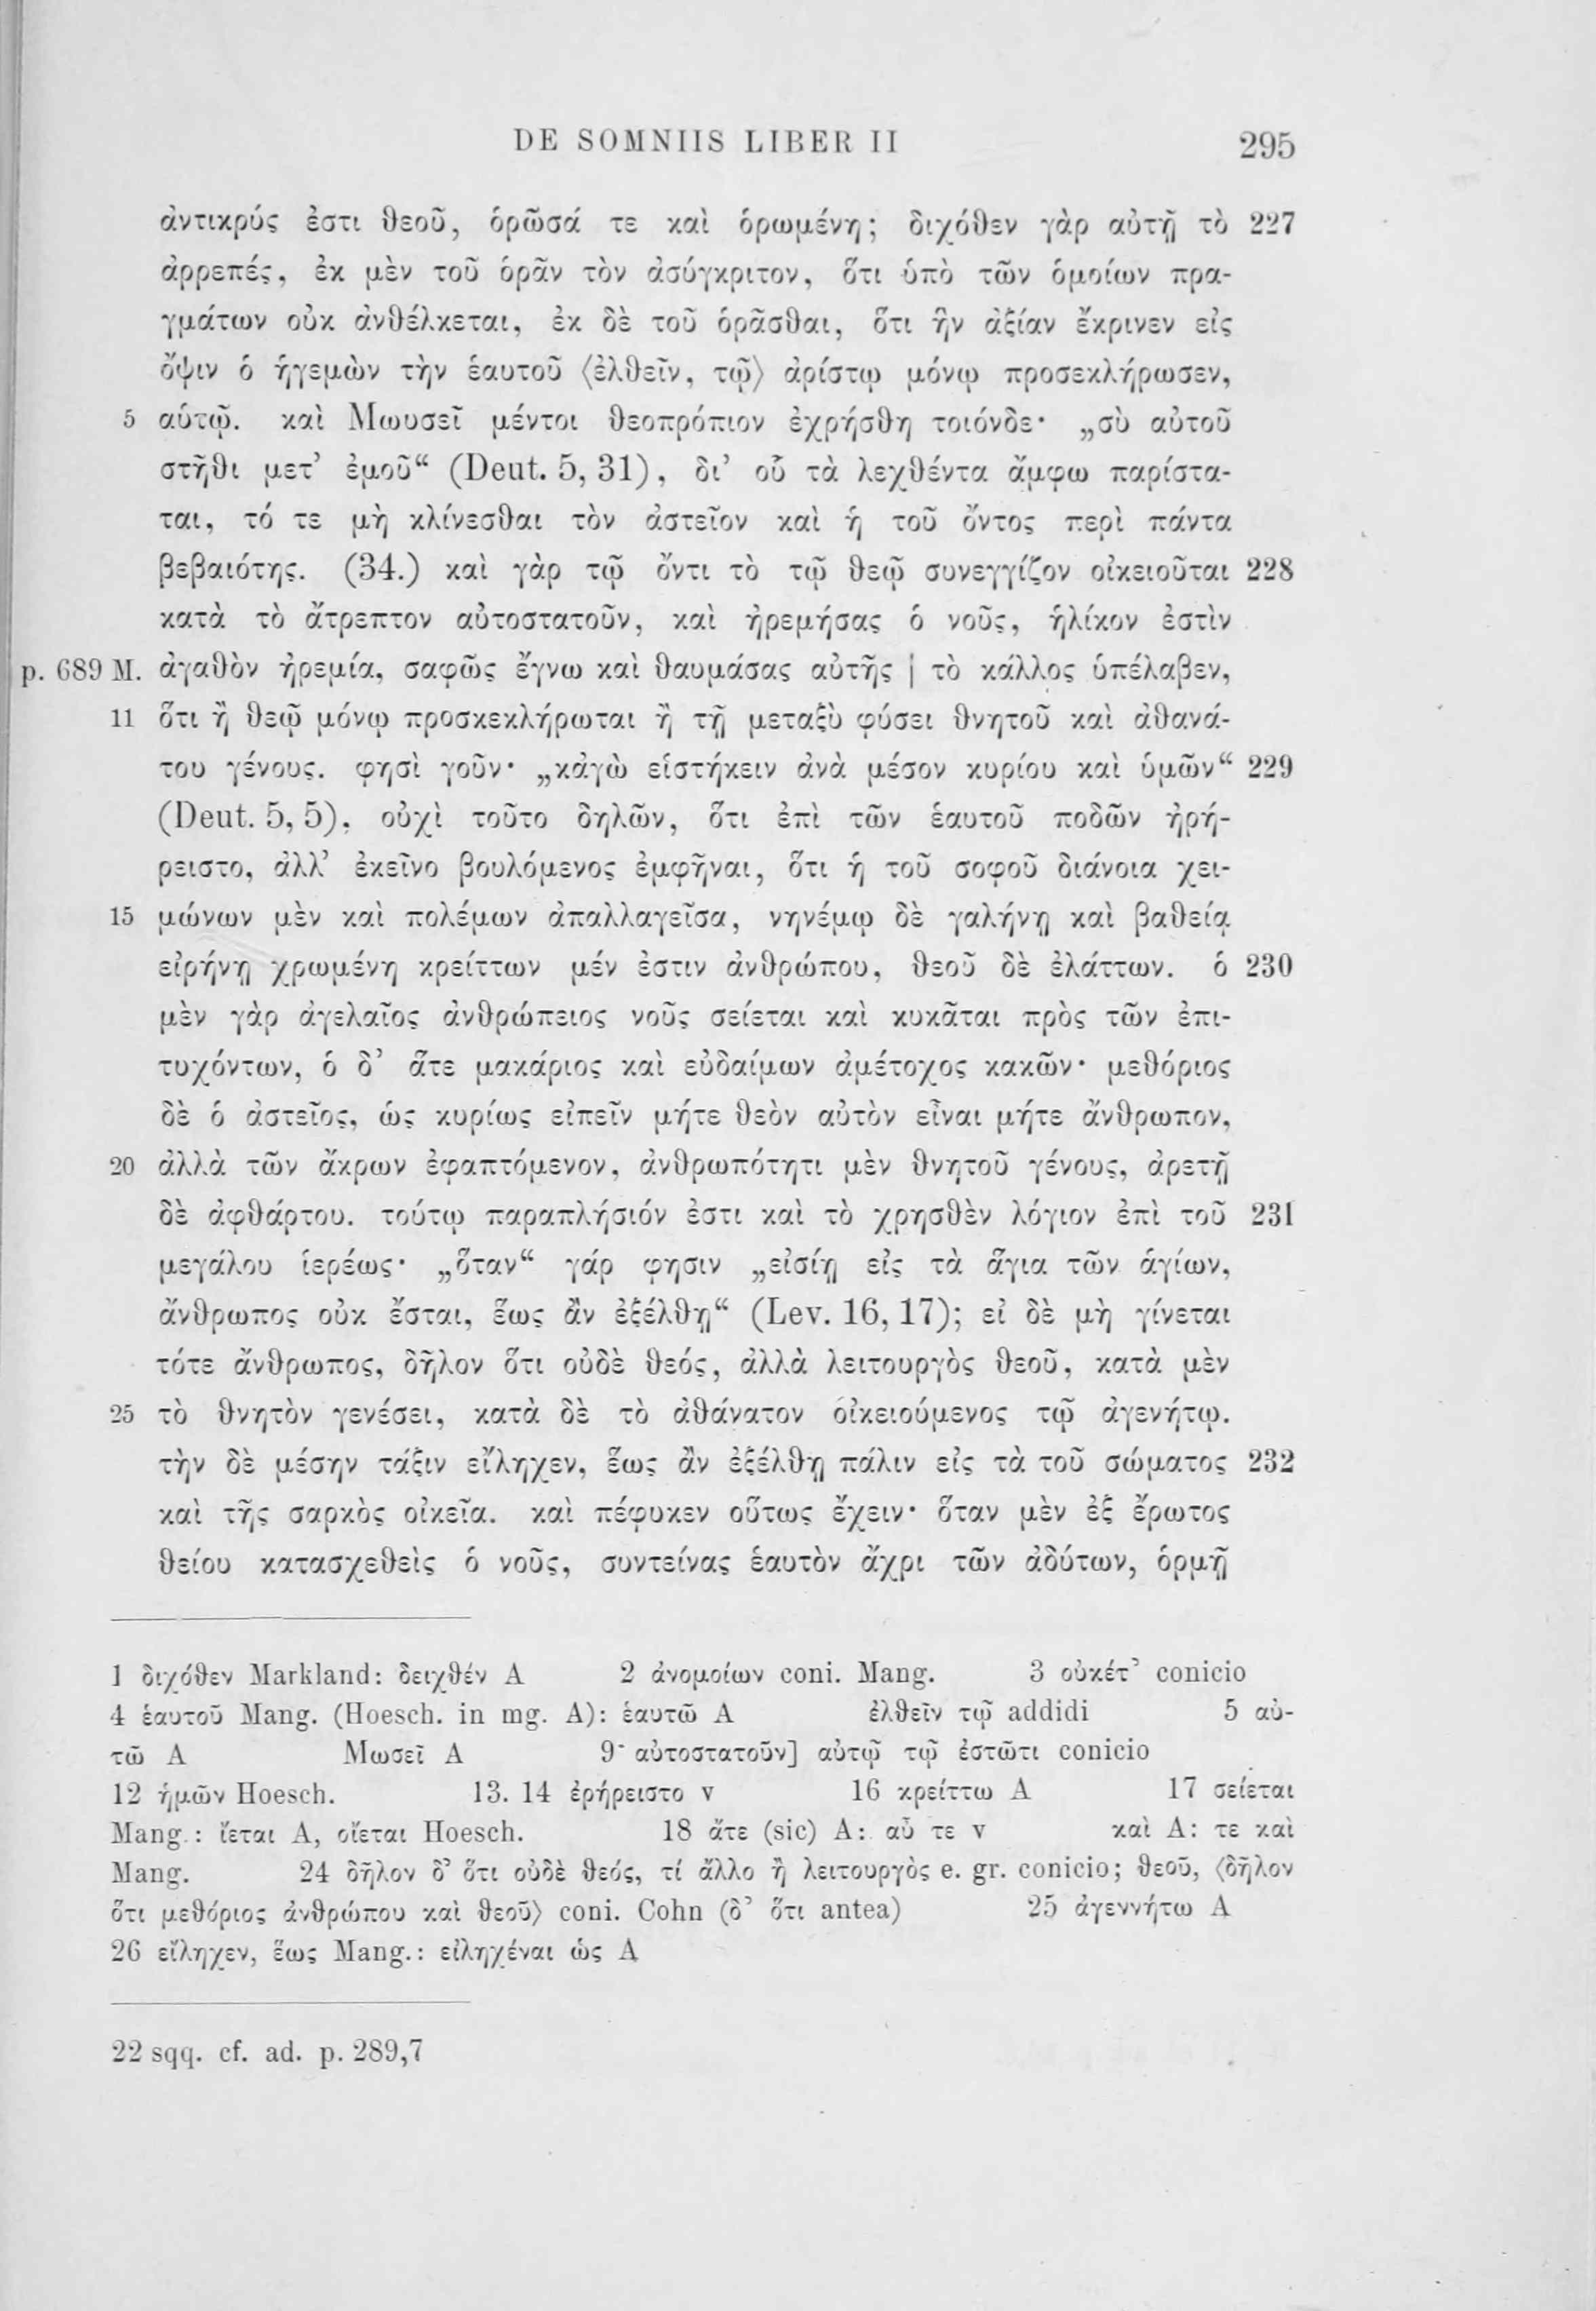 DE SOMNIIS LIBER II 295
ἀντικρύς ἐστι θεοῦ, ὁρῶσά τε καὶ ὁρωμένη; διχόθεν γὰρ αὐτῇ τὸ 227
ἀρρεπές, ἐκ μὲν τοῦ ὁρᾶν τὸν ἀσύγκριτον, ὅτι ὑπὸ τῶν ὁμοίων πρα-
γμάτων οὐκ ἀνθέλκεται, ἐκ δὲ τοῦ ὁρᾶσθαι, ὅτι ἣν ἀξίαν ἔκρινεν εἰς
ὄψιν ὁ ἡγεμὼν τὴν ἑαυτοῦ 〈ἐλθεῖν, τῷ〉 ἀρίστῳ μόνῳ προσεκλήρωσεν,
5 αὑτῷ. καὶ Μωυσεῖ μέντοι θεοπρόπιον ἐχρήσθη τοιόνδε· „σὺ αὐτοῦ
στῆθι μετ’ ἐμοῦ“ (Deut. 5, 31), δι’ οὗ τὰ λεχθέντα ἄμφω παρίστα-
ται, τό τε μὴ κλίνεσθαι τὸν ἀστεῖον καὶ ἡ τοῦ ὄντος περὶ πάντα
βεβαιότης. (34.) καὶ γὰρ τῷ ὄντι τὸ τῷ θεῷ συνεγγίζον οἰκειοῦται 228
κατὰ τὸ ἄτρεπτον αὐτοστατοῦν, καὶ ἠρεμήσας ὁ νοῦς, ἡλίκον ἐστὶν
p. 689 M. ἀγαθὸν ἠρεμία, σαφῶς ἔγνω καὶ θαυμάσας αὐτῆς | τὸ κάλλος ὑπέλαβεν,
11 ὅτι ἢ θεῷ μόνῳ προσκεκλήρωται ἢ τῇ μεταξὺ φύσει θνητοῦ καὶ ἀθανά-
του γένους. φησὶ γοῦν· „κἀγὼ εἱστήκειν ἀνὰ μέσον κυρίου καὶ ὑμῶν“ 229
(Deut. 5, 5), οὐχὶ τοῦτο δηλῶν, ὅτι ἐπὶ τῶν ἑαυτοῦ ποδῶν ἠρή-
ρειστο, ἀλλ’ ἐκεῖνο βουλόμενος ἐμφῆναι, ὅτι ἡ τοῦ σοφοῦ διάνοια χει-
15 μώνων μὲν καὶ πολέμων ἀπαλλαγεῖσα, νηνέμῳ δὲ γαλήνῃ καὶ βαθείᾳ
εἰρήνῃ χρωμένη κρείττων μέν ἐστιν ἀνθρώπου, θεοῦ δὲ ἐλάττων. ὁ 230
μὲν γὰρ ἀγελαῖος ἀνθρώπειος νοῦς σείεται καὶ κυκᾶται πρὸς τῶν ἐπι-
τυχόντων, ὁ δ’ ἅτε μακάριος καὶ εὐδαίμων ἀμέτοχος κακῶν· μεθόριος
δὲ ὁ ἀστεῖος, ὡς κυρίως εἰπεῖν μήτε θεὸν αὐτὸν εἶναι μήτε ἄνθρωπον,
20 ἀλλὰ τῶν ἄκρων ἐφαπτόμενον, ἀνθρωπότητι μὲν θνητοῦ γένους, ἀρετῇ
δὲ ἀφθάρτου. τούτῳ παραπλήσιόν ἐστι καὶ τὸ χρησθὲν λόγιον ἐπὶ τοῦ 231
μεγάλου ἱερέως· „ὅταν“ γάρ φησιν „εἰσίῃ εἰς τὰ ἅγια τῶν ἁγίων,
ἄνθρωπος οὐκ ἔσται, ἕως ἂν ἐξέλθῃ“ (Lev. 16, 17); εἰ δὲ μὴ γίνεται
τότε ἄνθρωπος, δῆλον ὅτι οὐδὲ θεός, ἀλλὰ λειτουργὸς θεοῦ, κατὰ μὲν
25 τὸ θνητὸν γενέσει, κατὰ δὲ τὸ ἀθάνατον οἰκειούμενος τῷ ἀγενήτῳ.
τὴν δὲ μέσην τάξιν εἴληχεν, ἕως ἂν ἐξέλθῃ πάλιν εἰς τὰ τοῦ σώματος 232
καὶ τῆς σαρκὸς οἰκεῖα. καὶ πέφυκεν οὕτως ἔχειν· ὅταν μὲν ἐξ ἔρωτος
θείου κατασχεθεὶς ὁ νοῦς, συντείνας ἑαυτὸν ἄχρι τῶν ἀδύτων, ὁρμῇ
1 διχόθεν Markland: δειχθέν A 2 ἀνομοίων coni. Mang. 3 οὐκέτ’ conicio
4 ἑαυτοῦ Mang. (Hoesch. in mg. A): ἑαυτῶ A ἐλθεῖν τῷ addidi 5 αὐ-
τῶ A Μωσεῖ A 9 αὐτοστατοῦν] αὐτῷ τῷ ἑστῶτι conicio
12 ἡμῶν Hoesch. 13. 14 ἐρήρειστο v 16 κρείττω A 17 σείεται
Mang.: ἵεται A, οἴεται Hoesch. 18 ἄτε (sic) A: αὖ τε v καὶ A: τε καὶ
Mang. 24 δῆλον δ’ ὅτι οὐδὲ θεός, τί ἄλλο ἢ λειτουργὸς e. gr. conicio; θεοῦ, 〈δῆλον
ὅτι μεθόριος ἀνθρώπου καὶ θεοῦ〉 coni. Cohn (δ’ ὅτι antea) 25 ἀγεννήτω A
26 εἴληχεν, ἕως Mang.: εἰληχέναι ὡς A
22 sqq. cf. ad. p. 289,7